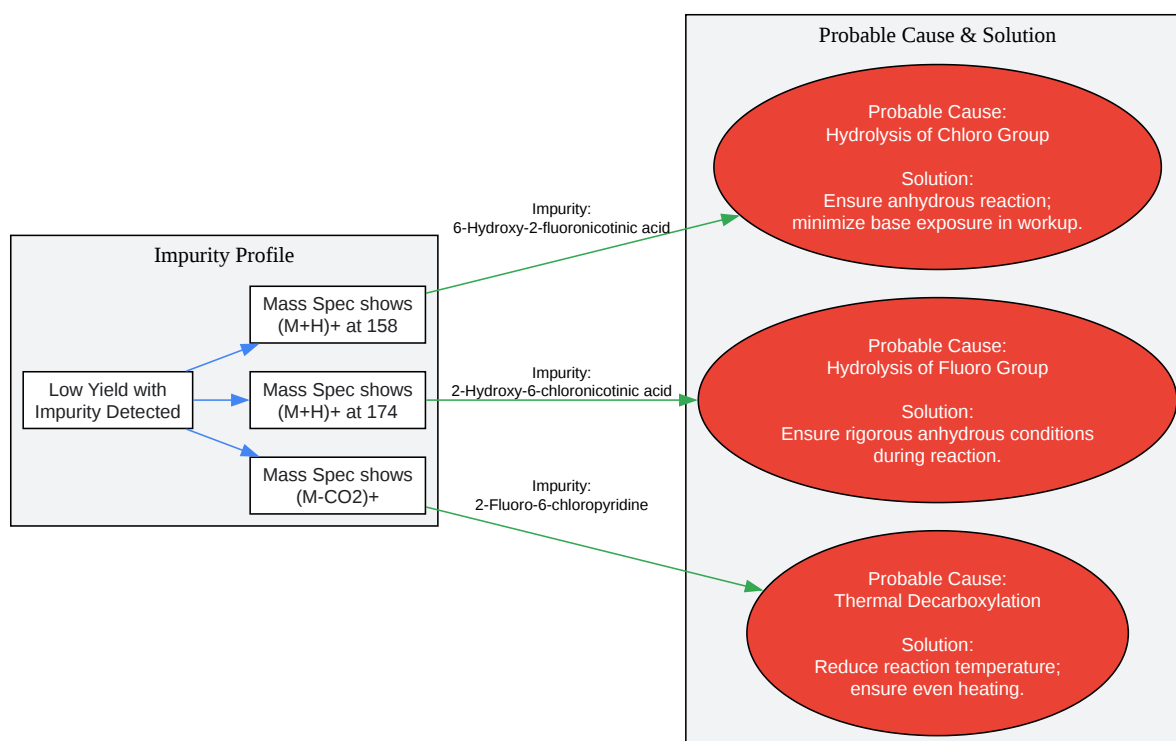 Impurity Profile
Low Yield with
Impurity Detected
Mass Spec shows
(M+H)+ at 158
Mass Spec shows
(M+H)+ at 174
Mass Spec shows
(M-CO2)+
Impurity:
6-Hydroxy-2-fluoronicotinic acid
Impurity:
2-Hydroxy-6-chloronicotinic acid
Impurity:
2-Fluoro-6-chloropyridine
Probable Cause & Solution
Probable Cause:
Hydrolysis of Chloro Group
Solution:
Ensure anhydrous reaction;
minimize base exposure in workup.
Probable Cause:
Hydrolysis of Fluoro Group
Solution:
Ensure rigorous anhydrous conditions
during reaction.
Probable Cause:
Thermal Decarboxylation
Solution:
Reduce reaction temperature;
ensure even heating.